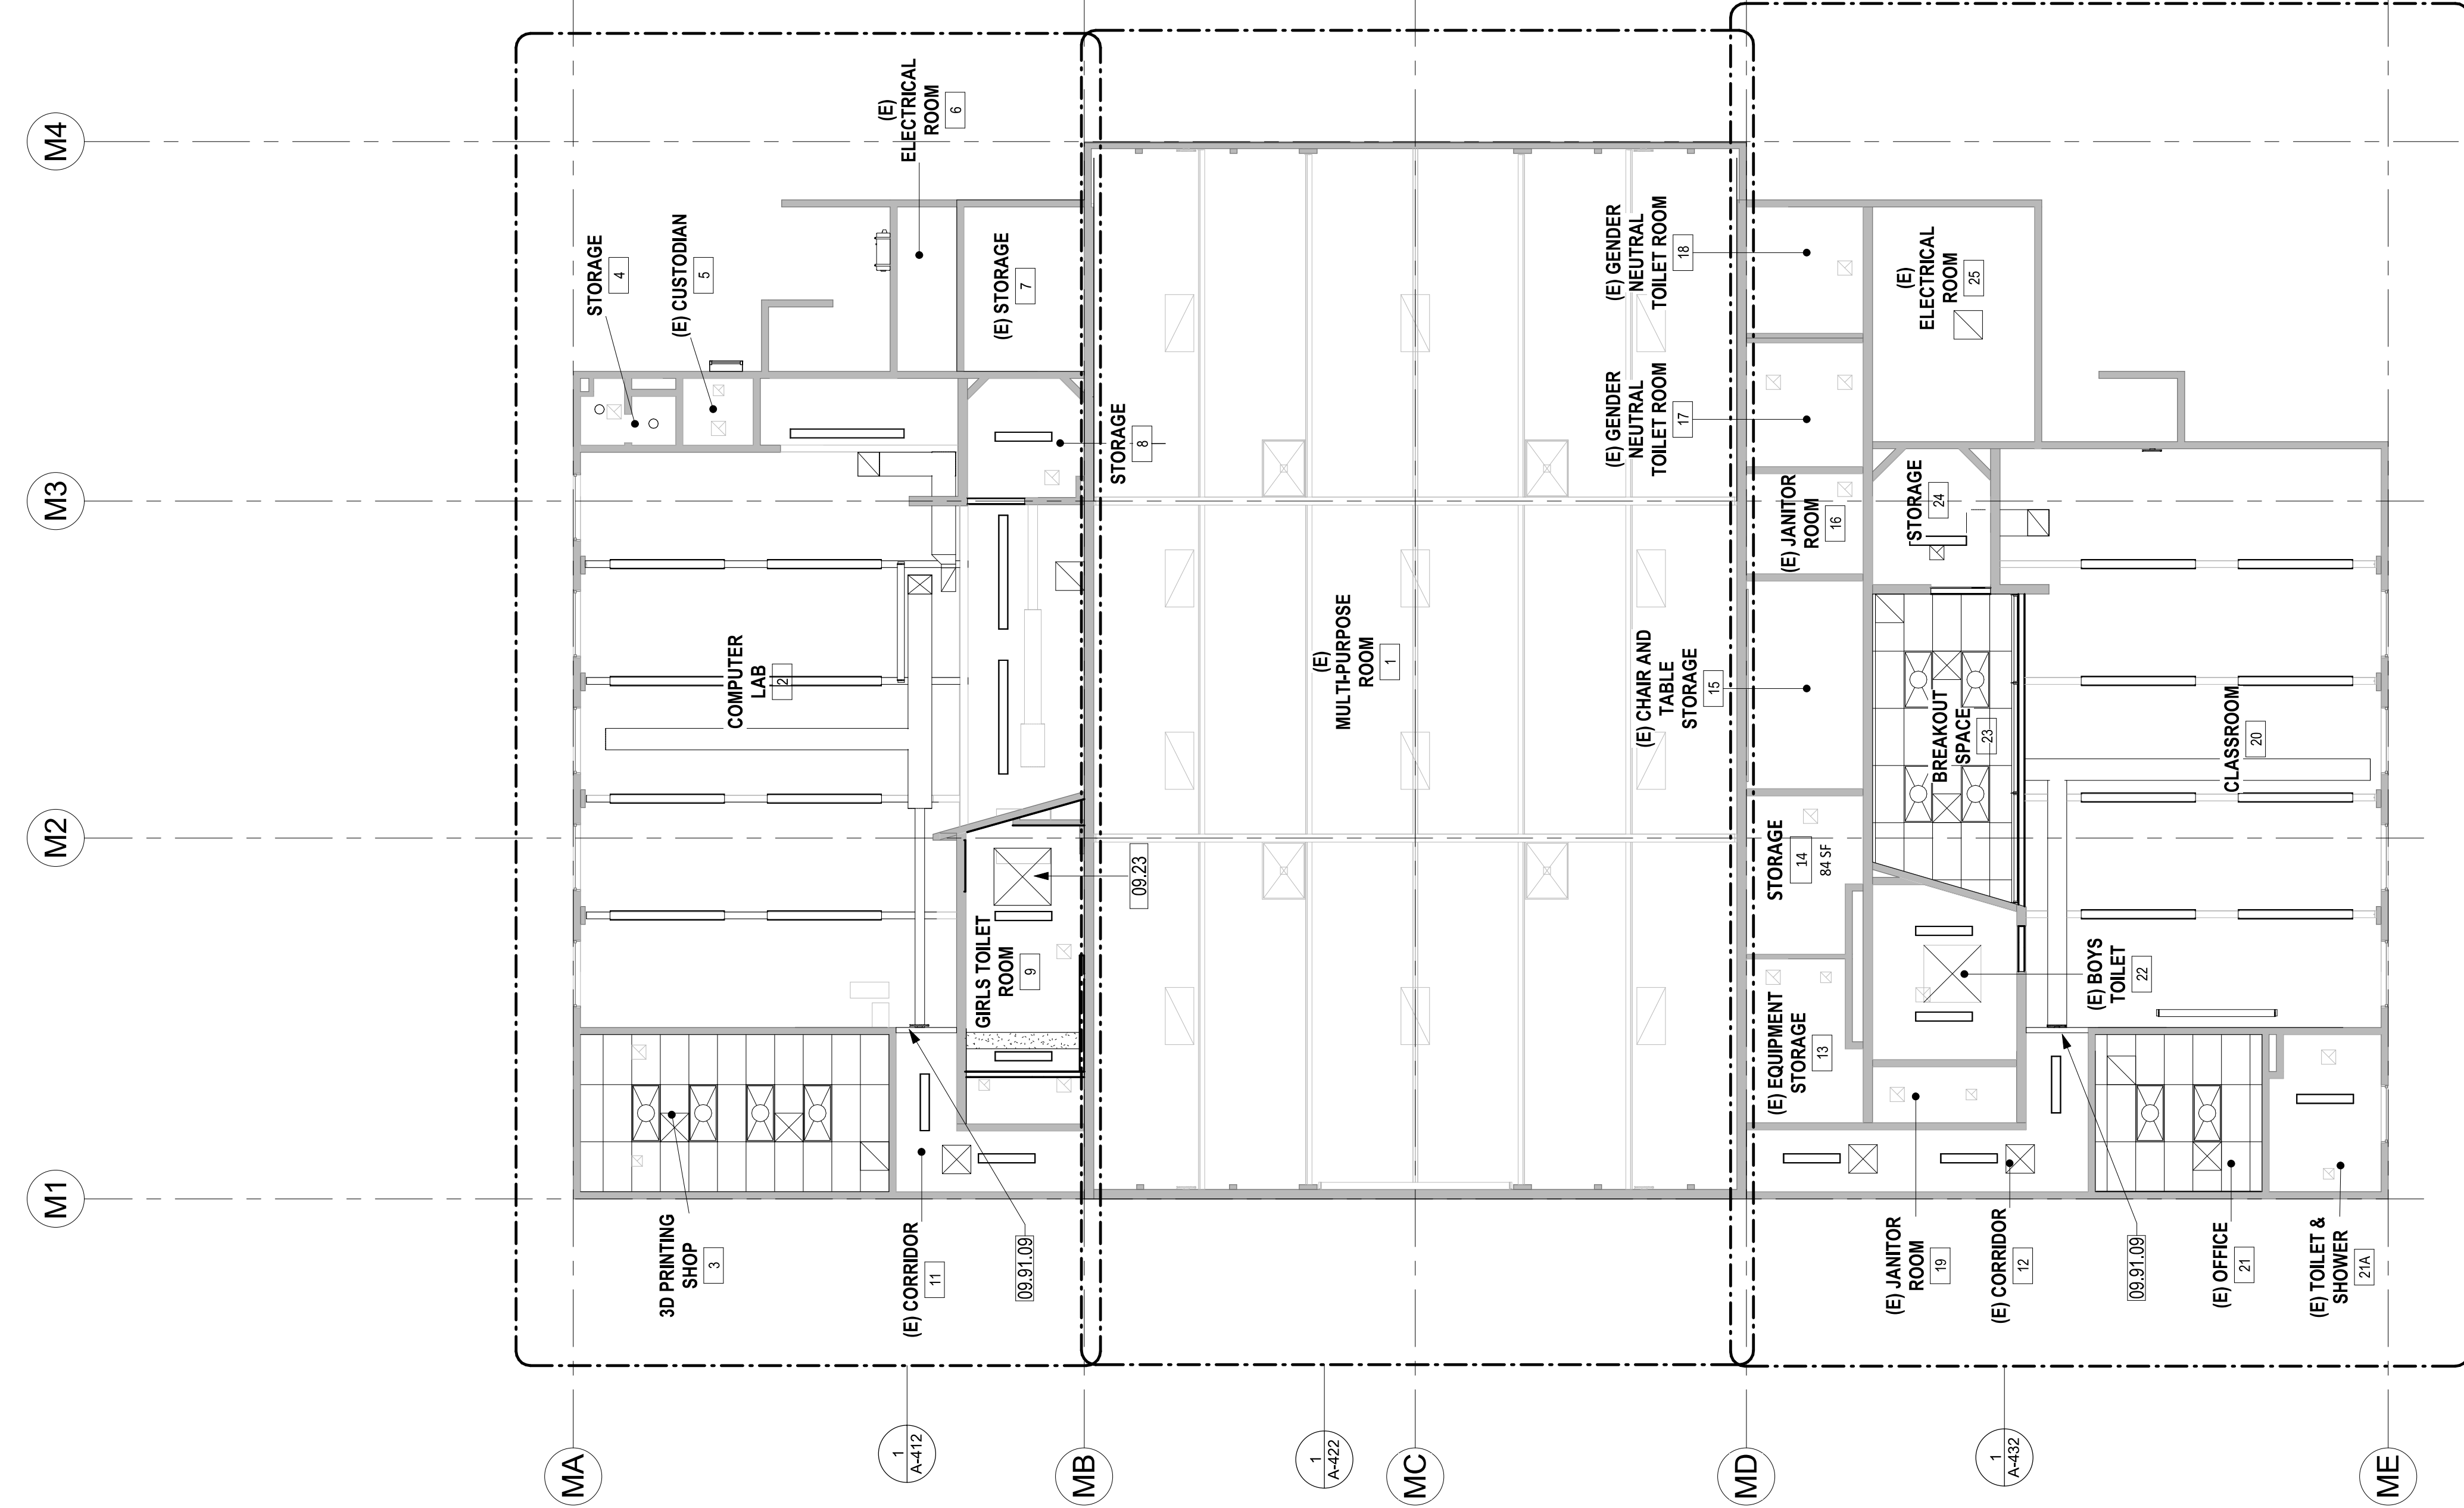 M4
M3
M2
M1
STORAGE
4
(E) CUSTODIAN
5
(E)
ELECTRICAL
ROOM
6
(E) STORAGE
7
STORAGE
8
COMPUTER
LAB
2
GIRLS TOILET
ROOM
9
09.23
3D PRINTING
SHOP
3
(E) CORRIDOR
11
09.91.09
(E)
MULTI-PURPOSE
ROOM
1
(E) GENDER
NEUTRAL
TOILET ROOM
18
(E) GENDER
NEUTRAL
TOILET ROOM
17
(E) JANITOR
ROOM
16
(E) CHAIR AND
TABLE
STORAGE
15
STORAGE
14
84 SF
(E) EQUIPMENT
STORAGE
13
(E)
ELECTRICAL
ROOM
25
STORAGE
24
BREAKOUT
SPACE
23
CLASSROOM
20
(E) BOYS
TOILET
22
(E) JANITOR
ROOM
19
(E) CORRIDOR
12
09.91.09
(E) OFFICE
21
(E) TOILET &
SHOWER
21A
MA
1
A-412
MB
1
A-422
MC
MD
1
A-432
ME